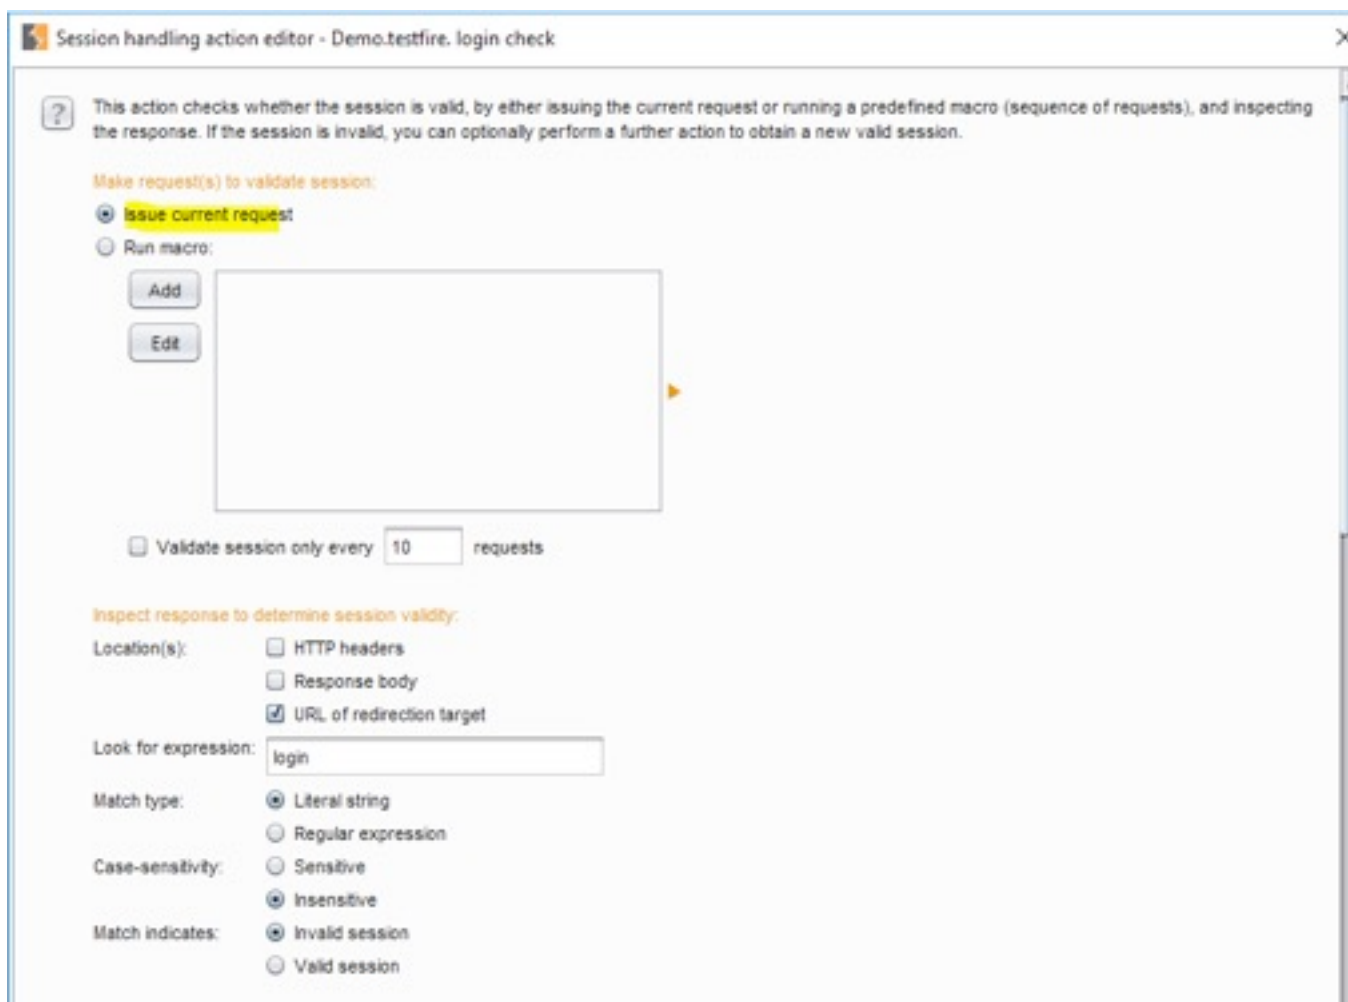 Session handling action editor - Demo.testfire. login check
This action checks whether the session is valid, by either issuing the current request or running a predefined macro (sequence of requests), and inspecting
the response. If the session is invalid, you can optionally perform a further action to obtain a new valid session.
Make request(s) to validate session:
Issue current request
Run macro:
Add
Edit
Validate session only every 10 requests
Inspect response to determine session validity:
Location(s): HTTP headers
Response body
URL of redirection target
Look for expression: login
Match type: Literal string
Regular expression
Case-sensitivity: Sensitive
Insensitive
Match indicates: Invalid session
Valid session